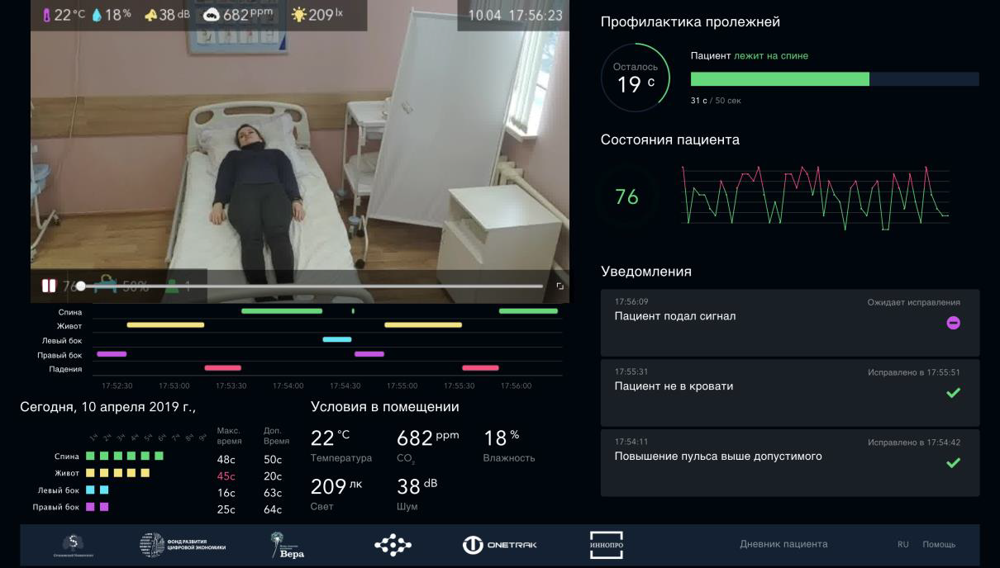 22 °C 18 % 38 dB 682 ppm 209 lx
10.04 17:56:23
76 50% 1
Профилактика пролежней
Осталось
19 с
Пациент лежит на спине
31 с / 50 сек
Состояния пациента
76
Уведомления
17:56:09
Ожидает исправления
Пациент подал сигнал
17:55:31
Исправлено в 17:55:51
Пациент не в кровати
17:54:11
Исправлено в 17:54:42
Повышение пульса выше допустимого
Спина
Живот
Левый бок
Правый бок
Падения
17:52:30 17:53:00 17:53:30 17:54:00 17:54:30 17:55:00 17:55:30 17:56:00
Сегодня, 10 апреля 2019 г.,
1ч 2ч 3ч 4ч 5ч 6ч 7ч 8ч 9ч
Макс. время
Доп. Время
Спина 48с 50с
Живот 45с 20с
Левый бок 16с 63с
Правый бок 25с 64с
Условия в помещении
22 °C 682 ppm 18 %
Температура CO2 Влажность
209 лк 38 dB
Свет Шум
ФОНД РАЗВИТИЯ
ЦИФРОВОЙ ЭКОНОМИКИ
Вера
ONETRAK
ИННОПРО
Дневник пациента
RU Помощь